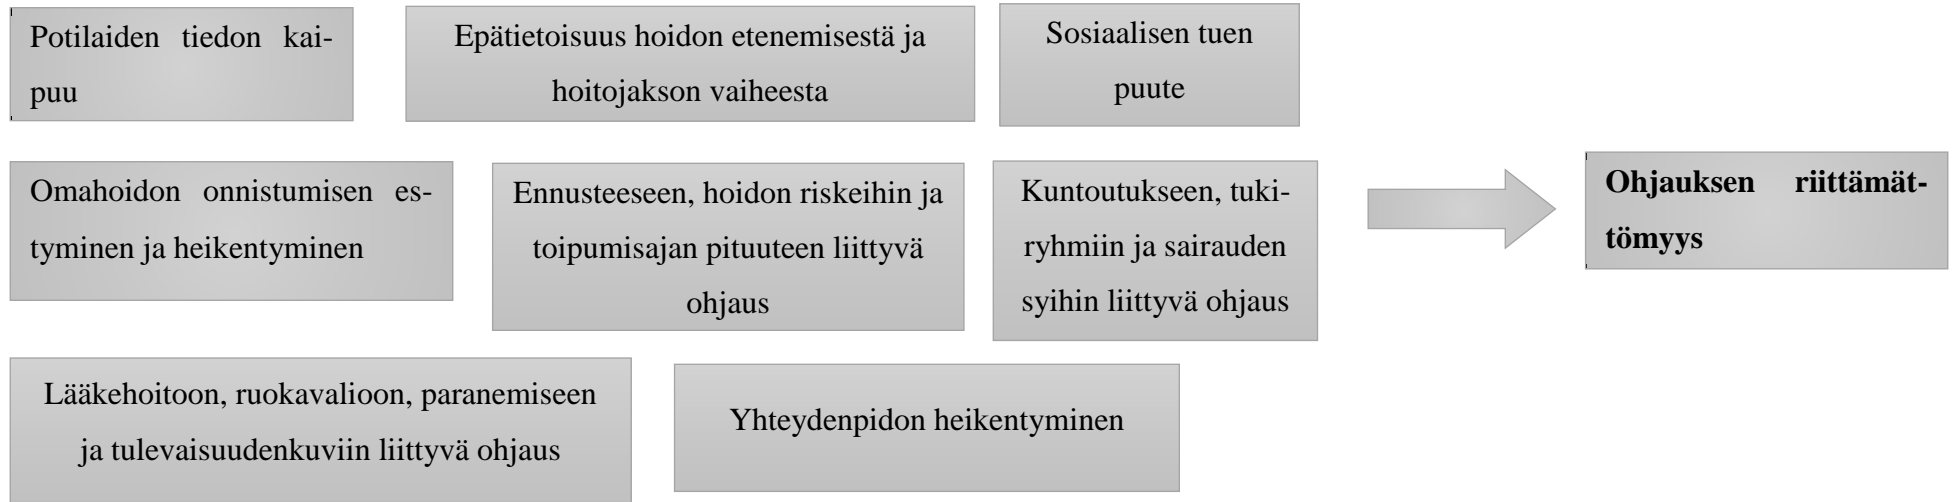 Potilaiden tiedon kai-
puu
Epätietoisuus hoidon etenemisestä ja
hoitojakson vaiheesta
Sosiaalisen tuen
puute
Omahoidon onnistumisen es-
tyminen ja heikentyminen
Ennusteeseen, hoidon riskeihin ja
toipumisajan pituuteen liittyvä
ohjaus
Kuntoutukseen, tuki-
ryhmiin ja sairauden
syihin liittyvä ohjaus
Ohjauksen riittämät-
tömyys
Lääkehoitoon, ruokavalioon, paranemiseen
ja tulevaisuudenkuviin liittyvä ohjaus
Yhteydenpidon heikentyminen